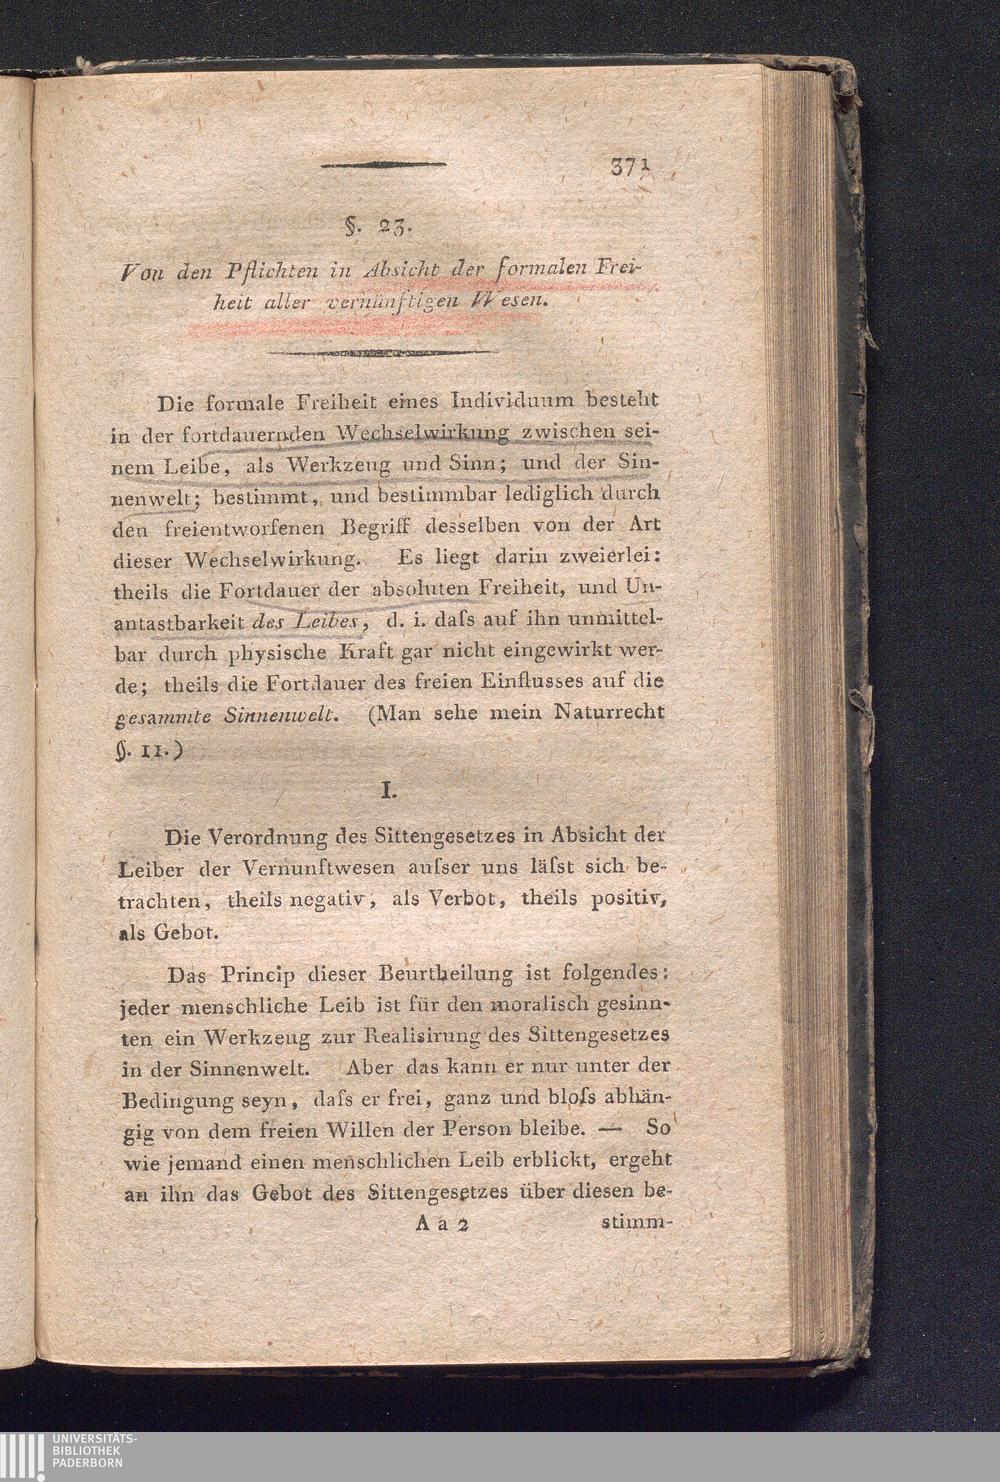 371
§. 23.
Von den Pflichten in Absicht der formalen Frei-
heit aller vernünftigen Wesen.
Die formale Freiheit eines Individuum besteht
in der fortdauernden Wechselwirkung zwischen sei-
nem Leibe, als Werkzeug und Sinn; und der Sin-
nenwelt; bestimmt, und bestimmbar lediglich durch
den freientworfenen Begriff desselben von der Art
dieser Wechselwirkung. Es liegt darin zweierlei:
theils die Fortdauer der absoluten Freiheit, und Un-
antastbarkeit des Leibes, d. i. daſs auf ihn unmittel-
bar durch physische Kraft gar nicht eingewirkt wer-
de; theils die Fortdauer des freien Einflusses auf die
gesammte Sinnenwelt. (Man sehe mein Naturrecht
§. 11.)
I.
Die Verordnung des Sittengesetzes in Absicht der
Leiber der Vernunftwesen auſser uns läſst sich be-
trachten, theils negativ, als Verbot, theils positiv,
als Gebot.
Das Princip dieser Beurtheilung ist folgendes:
jeder menschliche Leib ist für den moralisch gesinn-
ten ein Werkzeug zur Realisirung des Sittengesetzes
in der Sinnenwelt. Aber das kann er nur unter der
Bedingung seyn, daſs er frei, ganz und bloſs abhän-
gig von dem freien Willen der Person bleibe. — So
wie jemand einen menschlichen Leib erblickt, ergeht
an ihn das Gebot des Sittengesetzes über diesen be-
A a 2 stimm-
UNIVERSITÄTS-
BIBLIOTHEK
PADERBORN